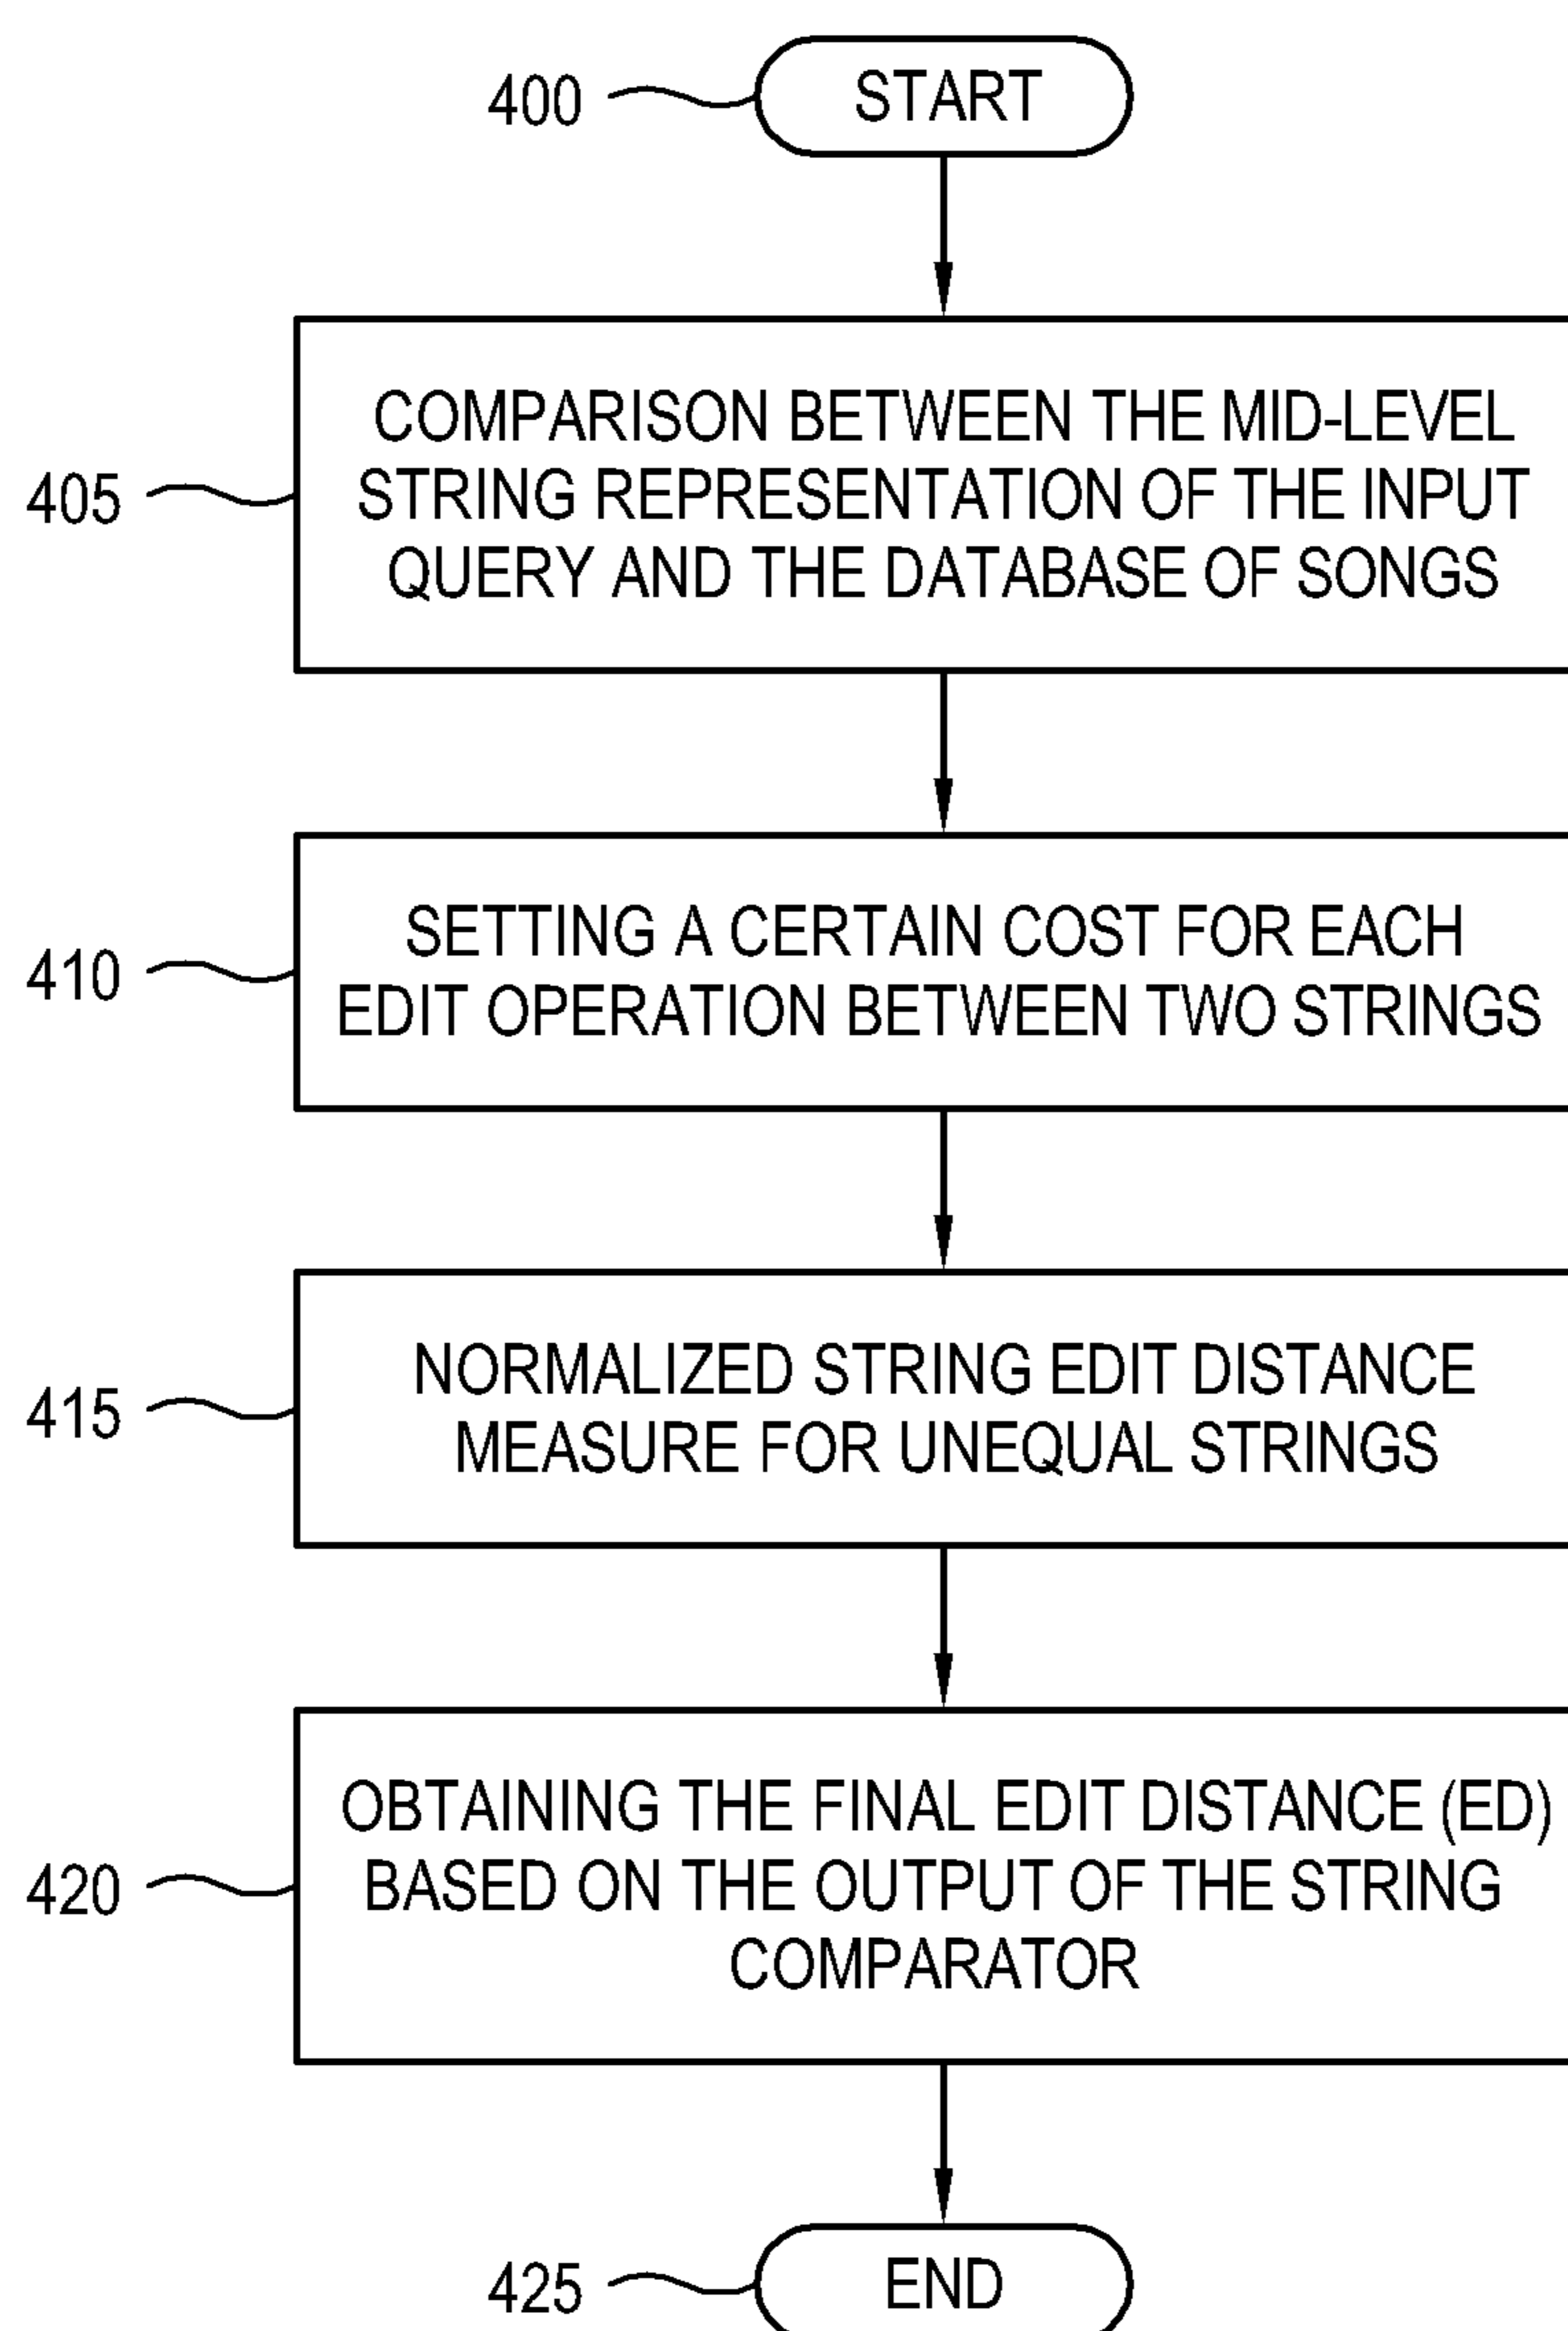 400
START
405
COMPARISON BETWEEN THE MID-LEVEL
STRING REPRESENTATION OF THE INPUT
QUERY AND THE DATABASE OF SONGS
410
SETTING A CERTAIN COST FOR EACH
EDIT OPERATION BETWEEN TWO STRINGS
415
NORMALIZED STRING EDIT DISTANCE
MEASURE FOR UNEQUAL STRINGS
420
OBTAINING THE FINAL EDIT DISTANCE (ED)
BASED ON THE OUTPUT OF THE STRING
COMPARATOR
425
END